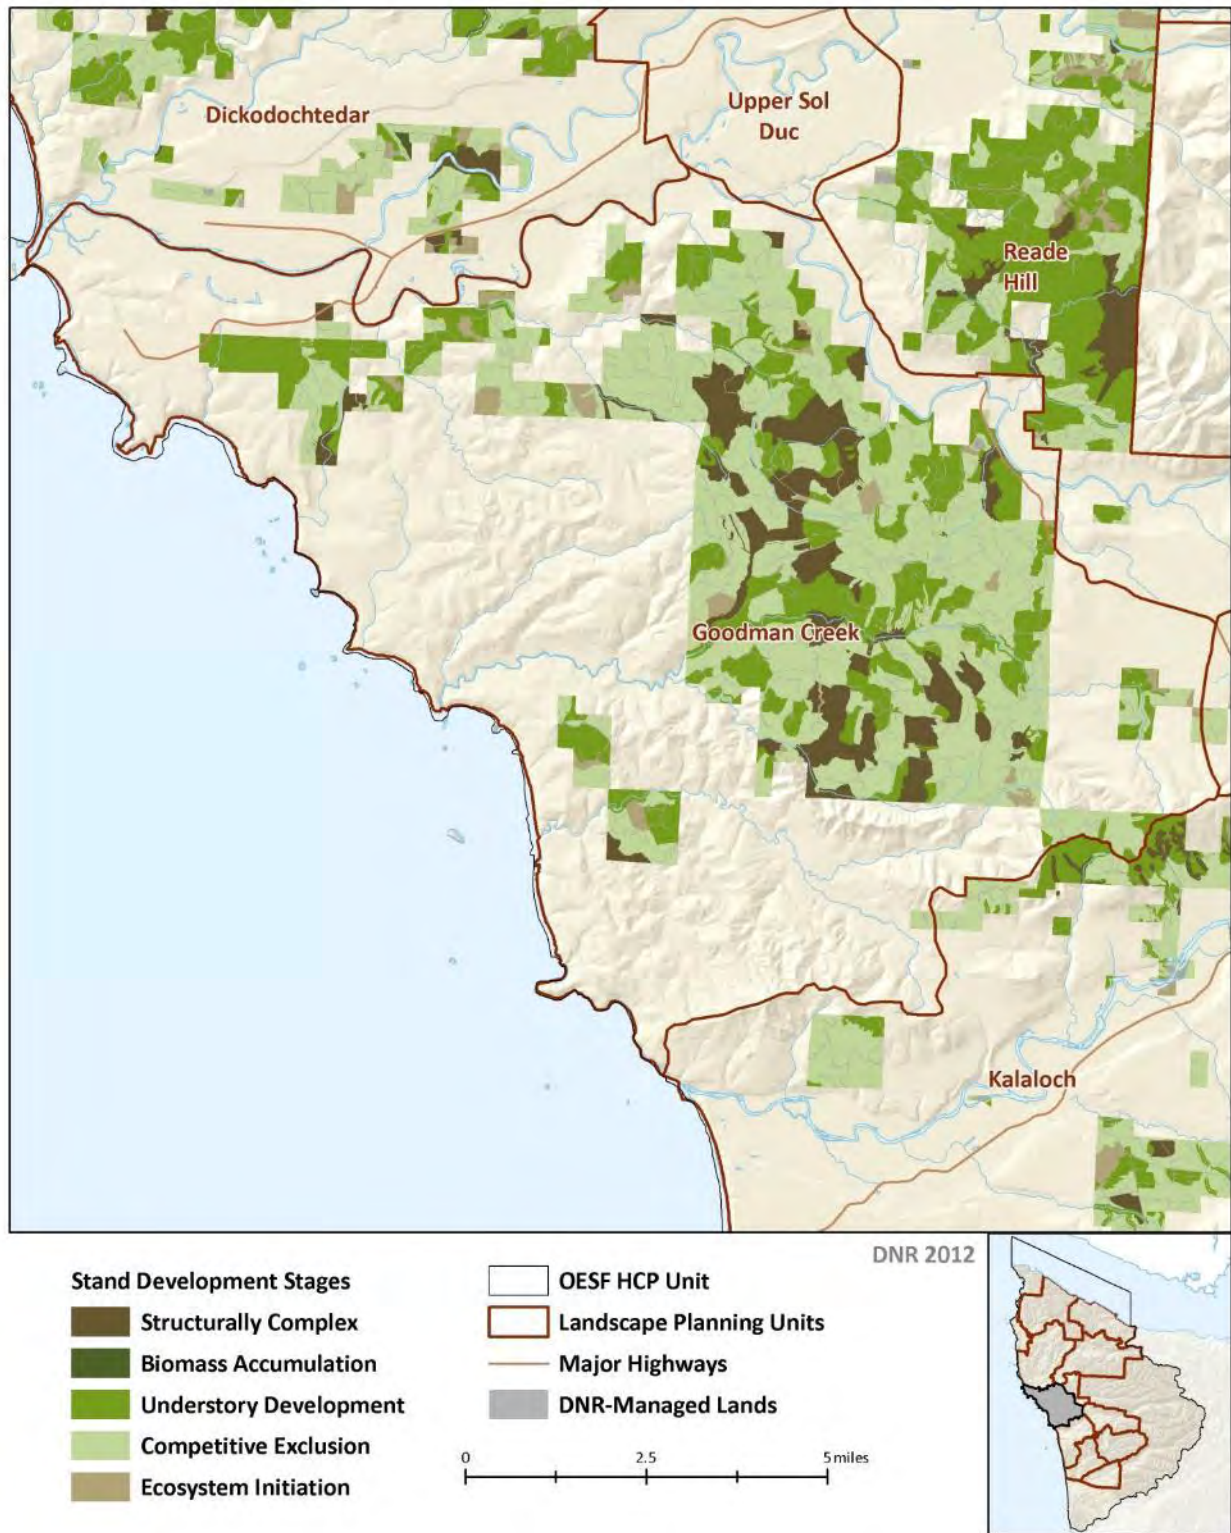 Dickodochtedar
Upper Sol
Duc
Reade
Hill
Goodman Creek
Kalaloch
DNR 2012
Stand Development Stages
Structurally Complex
Biomass Accumulation
Understory Development
Competitive Exclusion
Ecosystem Initiation
OESF HCP Unit
Landscape Planning Units
Major Highways
DNR-Managed Lands
0 2.5 5 miles